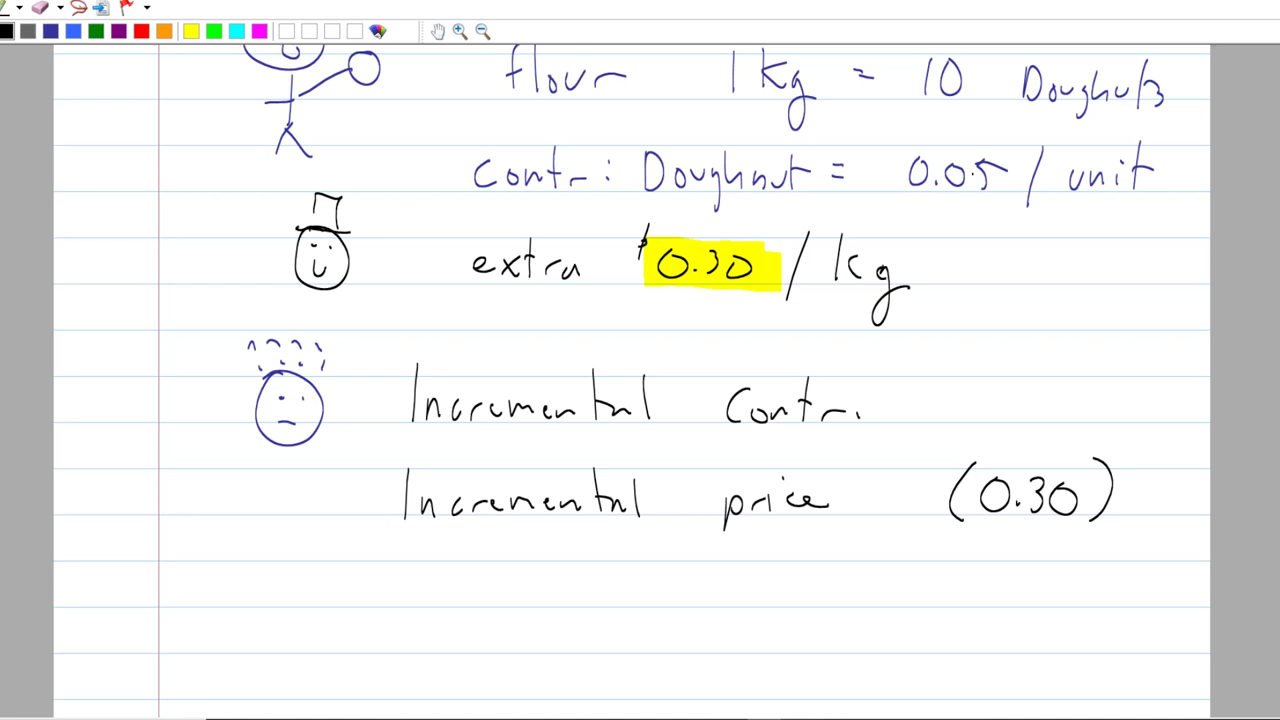 flour 1 kg = 10 Doughnuts
contr: Doughnut = 0.05 / unit
extra $0.30 / kg
Incremental contr.
Incremental price (0.30)